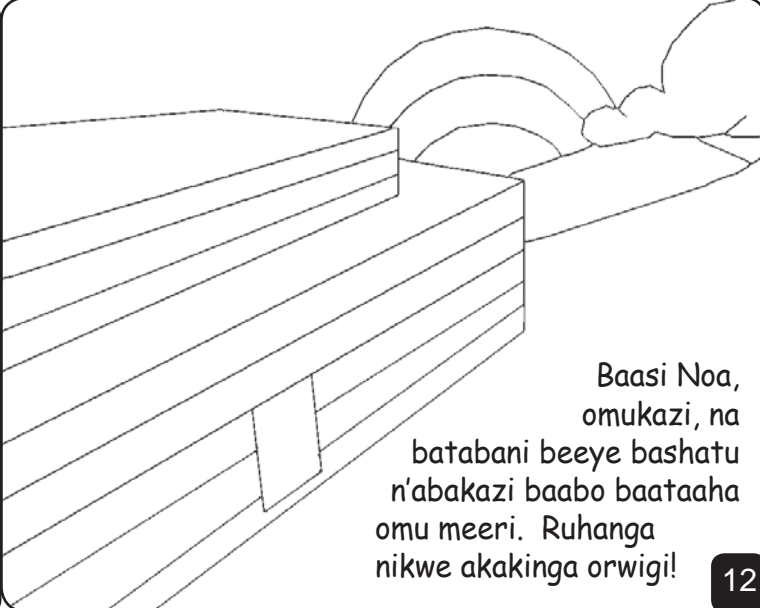 Baasi Noa,
omukazi, na
batabani beeye bashatu
n'abakazi baabo baataaha
omu meeri.  Ruhanga
nikwe akakinga orwigi!
12